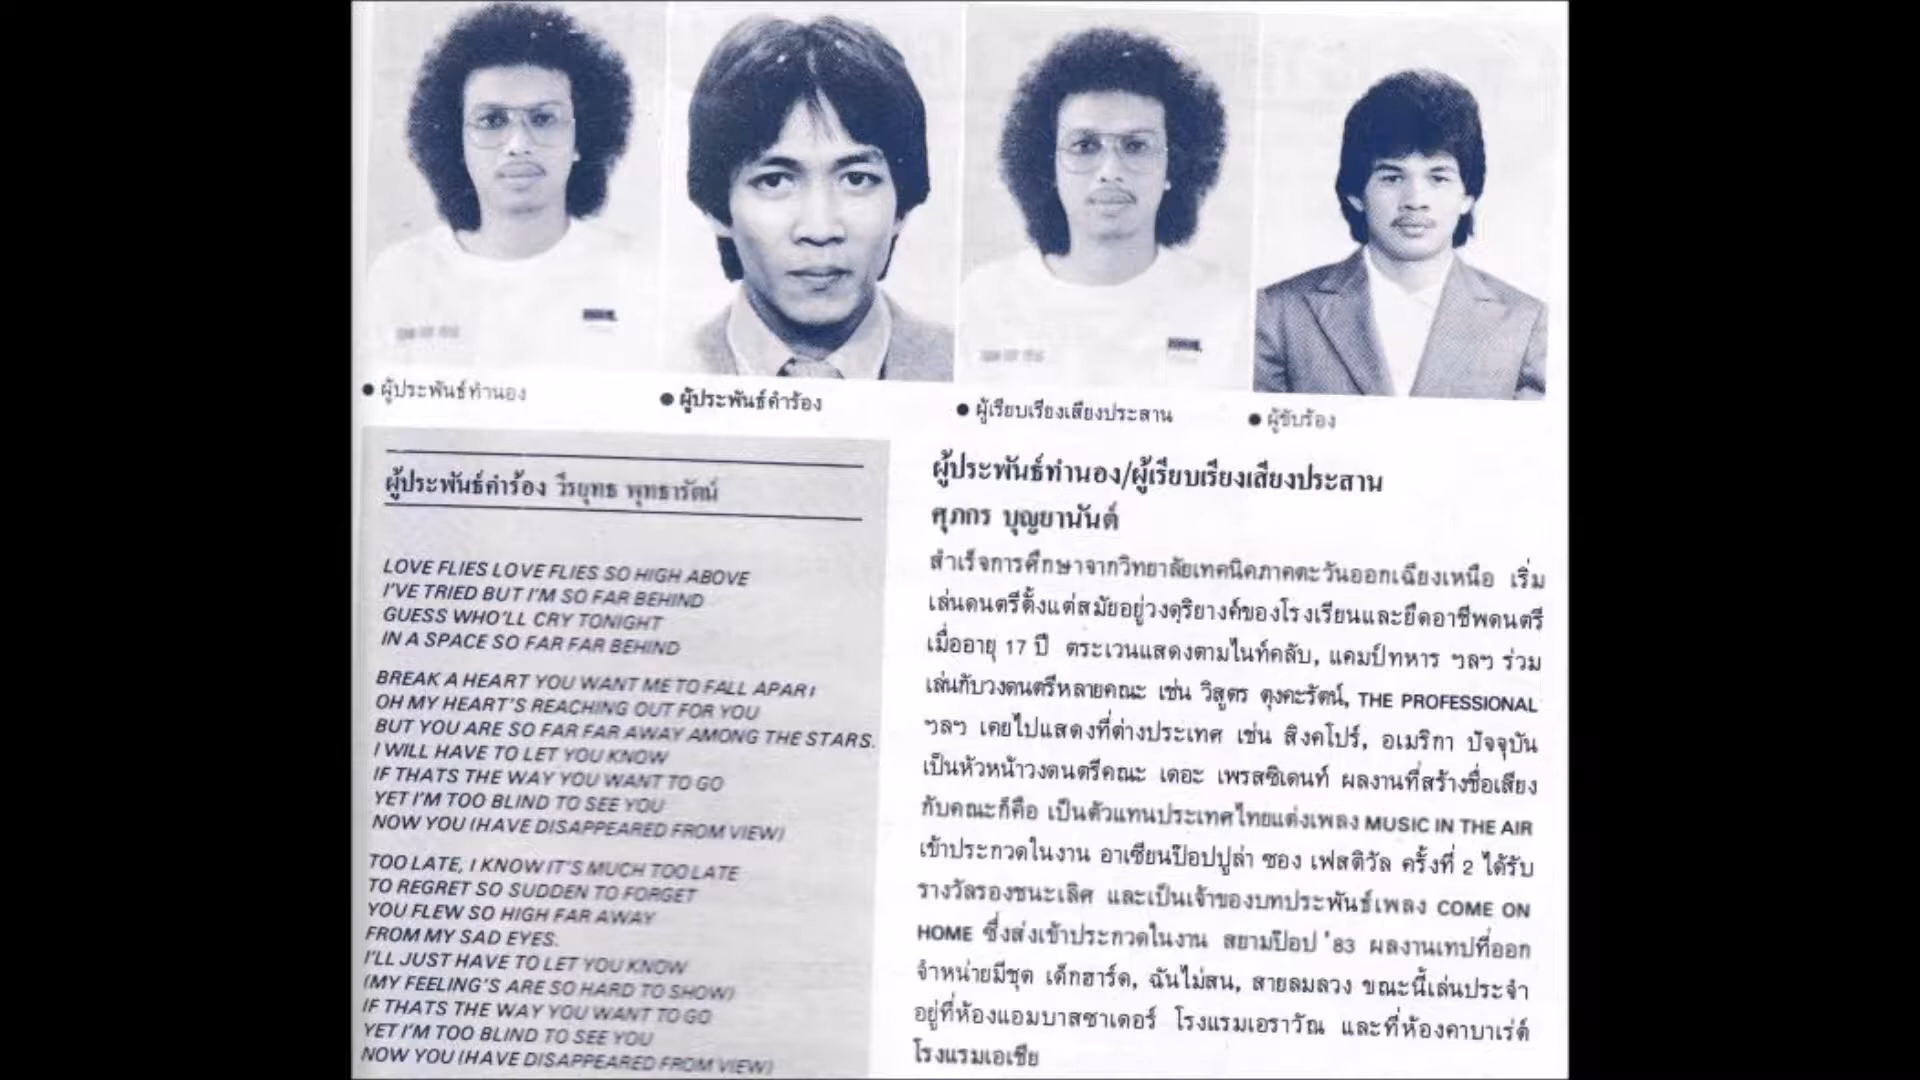 ● ผู้ประพันธ์ทำนอง
● ผู้ประพันธ์คำร้อง
● ผู้เรียบเรียงเสียงประสาน
● ผู้ขับร้อง
ผู้ประพันธ์คำร้อง วีรยุทธ พุทธารัตน์
LOVE FLIES LOVE FLIES SO HIGH ABOVE
I'VE TRIED BUT I'M SO FAR BEHIND
GUESS WHO'LL CRY TONIGHT
IN A SPACE SO FAR FAR BEHIND
BREAK A HEART YOU WANT ME TO FALL APART
OH MY HEART'S REACHING OUT FOR YOU
BUT YOU ARE SO FAR FAR AWAY AMONG THE STARS.
I WILL HAVE TO LET YOU KNOW
IF THATS THE WAY YOU WANT TO GO
YET I'M TOO BLIND TO SEE YOU
NOW YOU (HAVE DISAPPEARED FROM VIEW)
TOO LATE, I KNOW IT'S MUCH TOO LATE
TO REGRET SO SUDDEN TO FORGET
YOU FLEW SO HIGH FAR AWAY
FROM MY SAD EYES.
I'LL JUST HAVE TO LET YOU KNOW
(MY FEELING'S ARE SO HARD TO SHOW)
IF THATS THE WAY YOU WANT TO GO
YET I'M TOO BLIND TO SEE YOU
NOW YOU (HAVE DISAPPEARED FROM VIEW)
ผู้ประพันธ์ทำนอง/ผู้เรียบเรียงเสียงประสาน
ศุภกร บุญยานันต์
สำเร็จการศึกษาจากวิทยาลัยเทคนิคภาคตะวันออกเฉียงเหนือ เริ่ม
เล่นดนตรีตั้งแต่สมัยอยู่วงดุริยางค์ของโรงเรียนและยึดอาชีพดนตรี
เมื่ออายุ 17 ปี ตระเวนแสดงตามไนท์คลับ, แคมป์ทหาร ฯลฯ ร่วม
เล่นกับวงดนตรีหลายคณะ เช่น วิสูตร ตุงคะรัตน์, THE PROFESSIONAL
ฯลฯ เคยไปแสดงที่ต่างประเทศ เช่น สิงคโปร์, อเมริกา ปัจจุบัน
เป็นหัวหน้าวงดนตรีคณะ เดอะ เพรสซิเดนท์ ผลงานที่สร้างชื่อเสียง
กับคณะก็คือ เป็นตัวแทนประเทศไทยแต่งเพลง MUSIC IN THE AIR
เข้าประกวดในงาน อาเซียนป๊อปปูล่า ซอง เฟสติวัล ครั้งที่ 2 ได้รับ
รางวัลรองชนะเลิศ และเป็นเจ้าของบทประพันธ์เพลง COME ON
HOME ซึ่งส่งเข้าประกวดในงาน สยามป๊อป '83 ผลงานเทปที่ออก
จำหน่ายมีชุด เด็กฮาร์ด, ฉันไม่สน, สายลมลวง ขณะนี้เล่นประจำ
อยู่ที่ห้องแอมบาสซาเดอร์ โรงแรมเอราวัณ และที่ห้องคาบาเร่ต์
โรงแรมเอเชีย